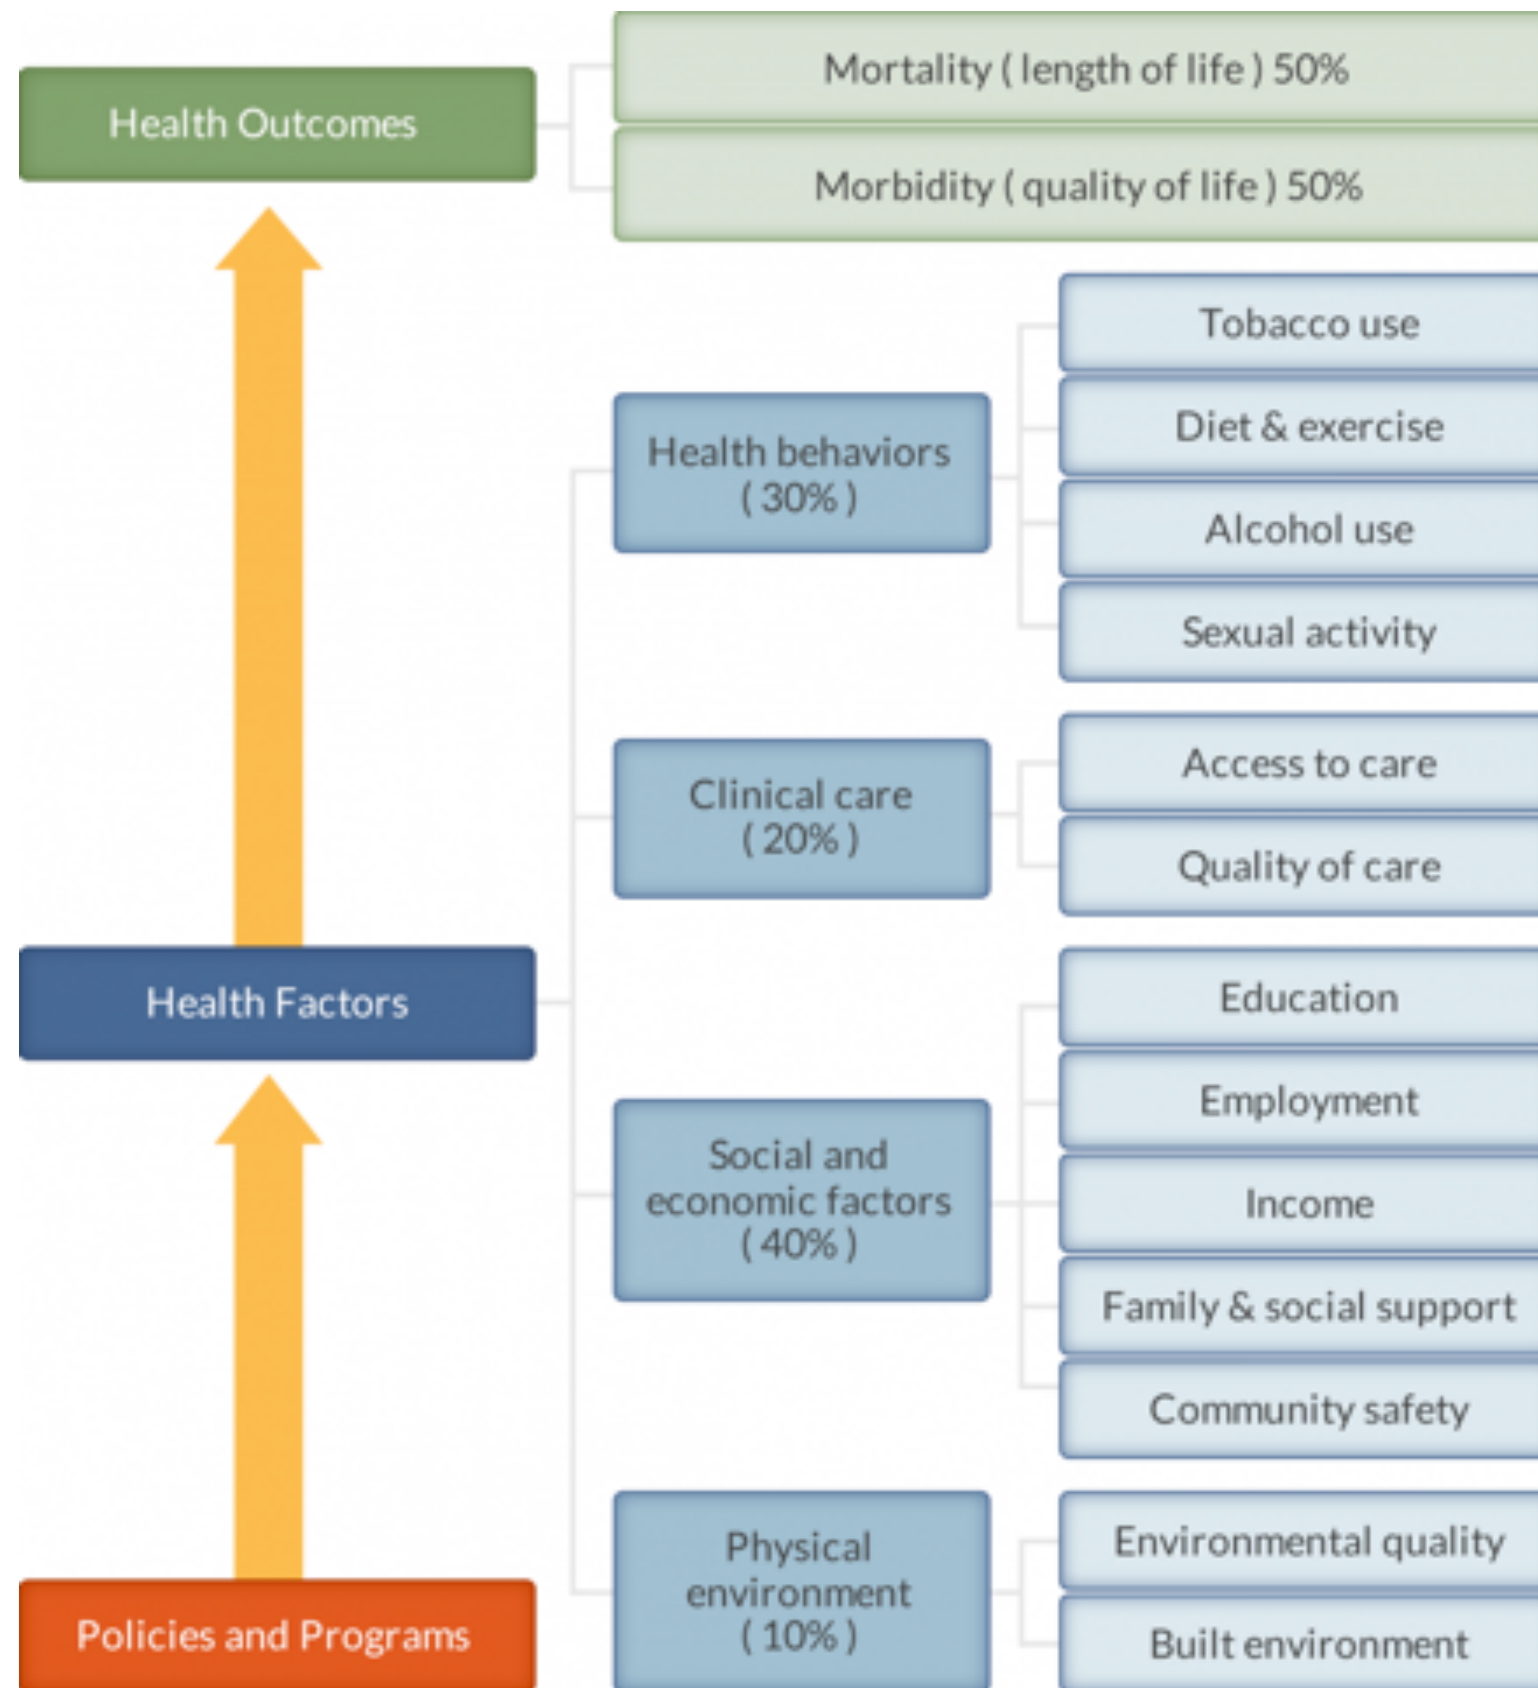 Health Outcomes
Mortality ( length of life ) 50%
Morbidity ( quality of life ) 50%
Health Factors
Health behaviors
( 30% )
Tobacco use
Diet & exercise
Alcohol use
Sexual activity
Clinical care
( 20% )
Access to care
Quality of care
Social and
economic factors
( 40% )
Education
Employment
Income
Family & social support
Community safety
Physical
environment
( 10% )
Environmental quality
Built environment
Policies and Programs